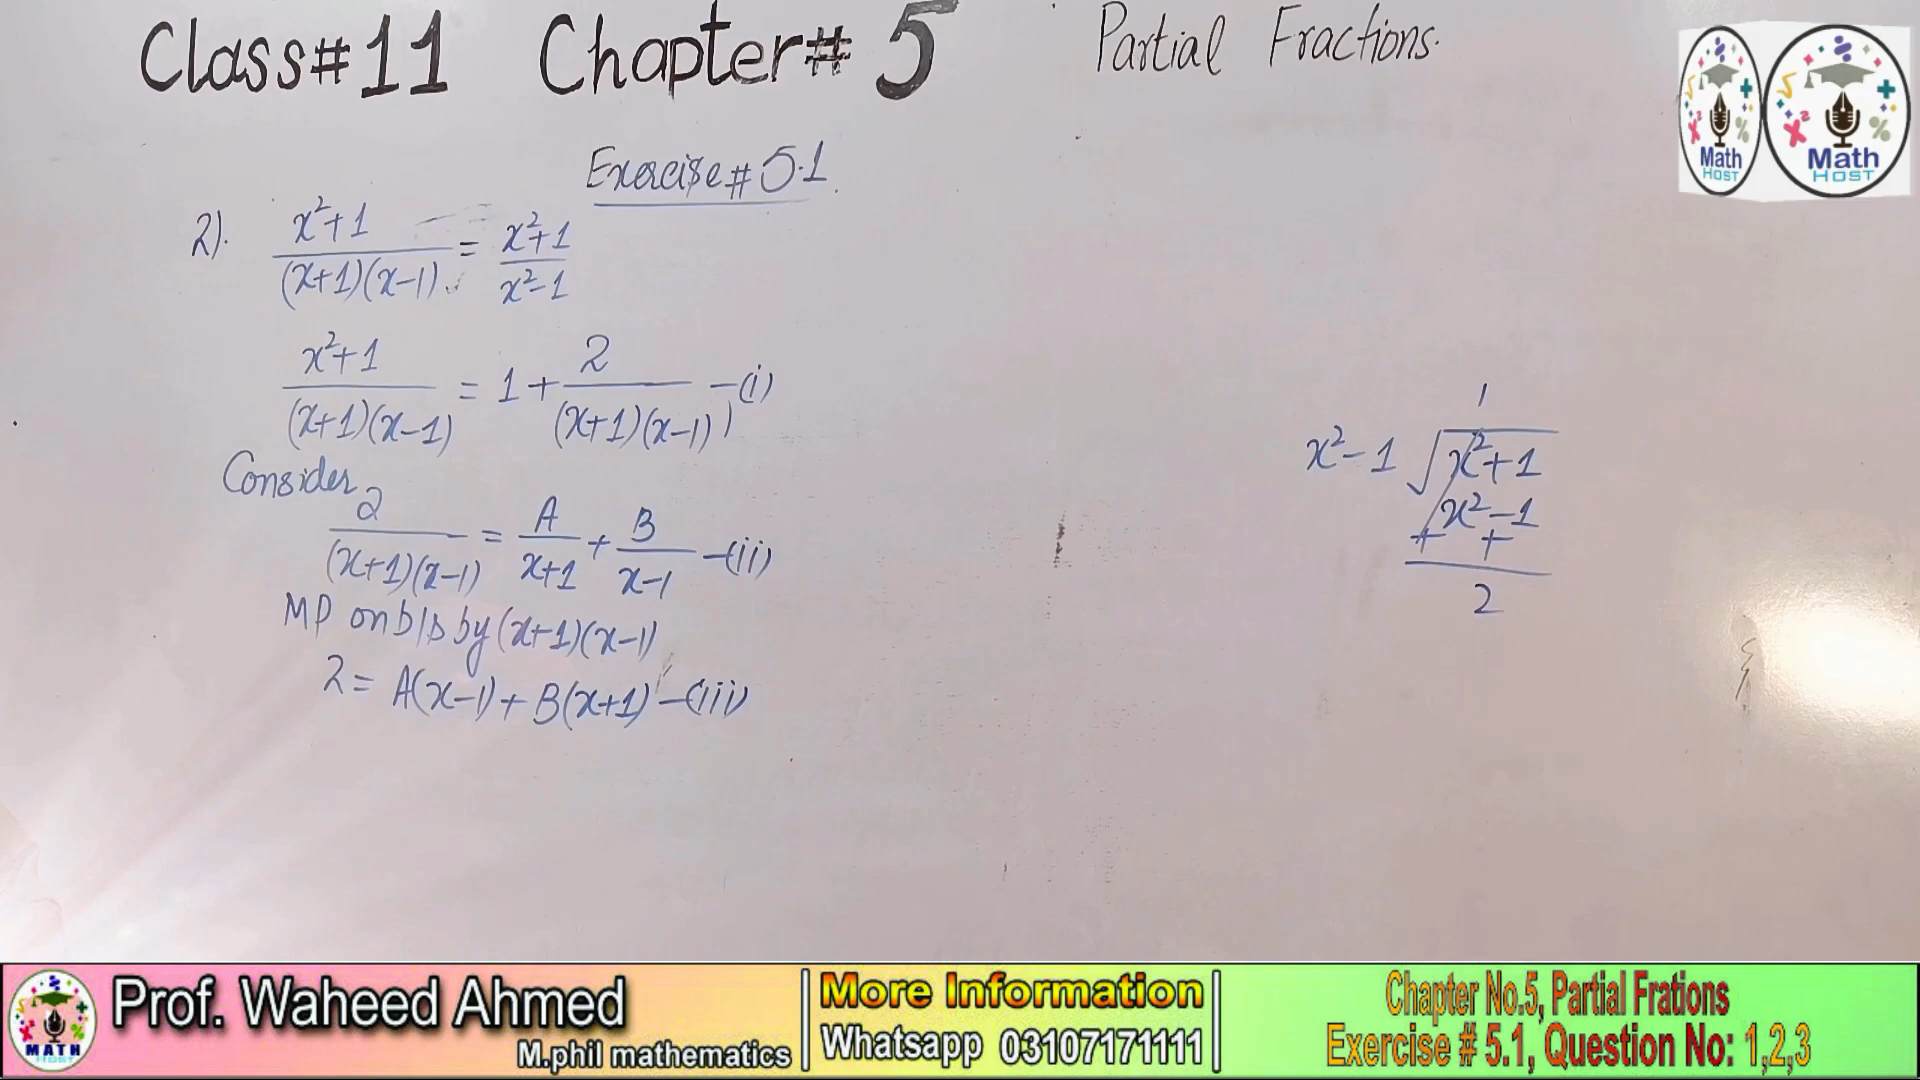 Class#11 Chapter# 5 Partial Fractions.
Math HOST
Math HOST
Exercise# 5.1
2). x²+1 / (x+1)(x-1) = x²+1 / x²-1
x²+1 / (x+1)(x-1) = 1 + 2 / (x+1)(x-1) -(i)
Consider
2 / (x+1)(x-1) = A / x+1 + B / x-1 -(ii)
MP on b/s by (x+1)(x-1)
2 = A(x-1) + B(x+1) -(iii)
1
x²-1 √ x²+1
x²-1
+ +
2
MATH HOST
Prof. Waheed Ahmed
M.phil mathematics
More Information
Whatsapp 03107171111
Chapter No.5, Partial Frations
Exercise # 5.1, Question No: 1,2,3